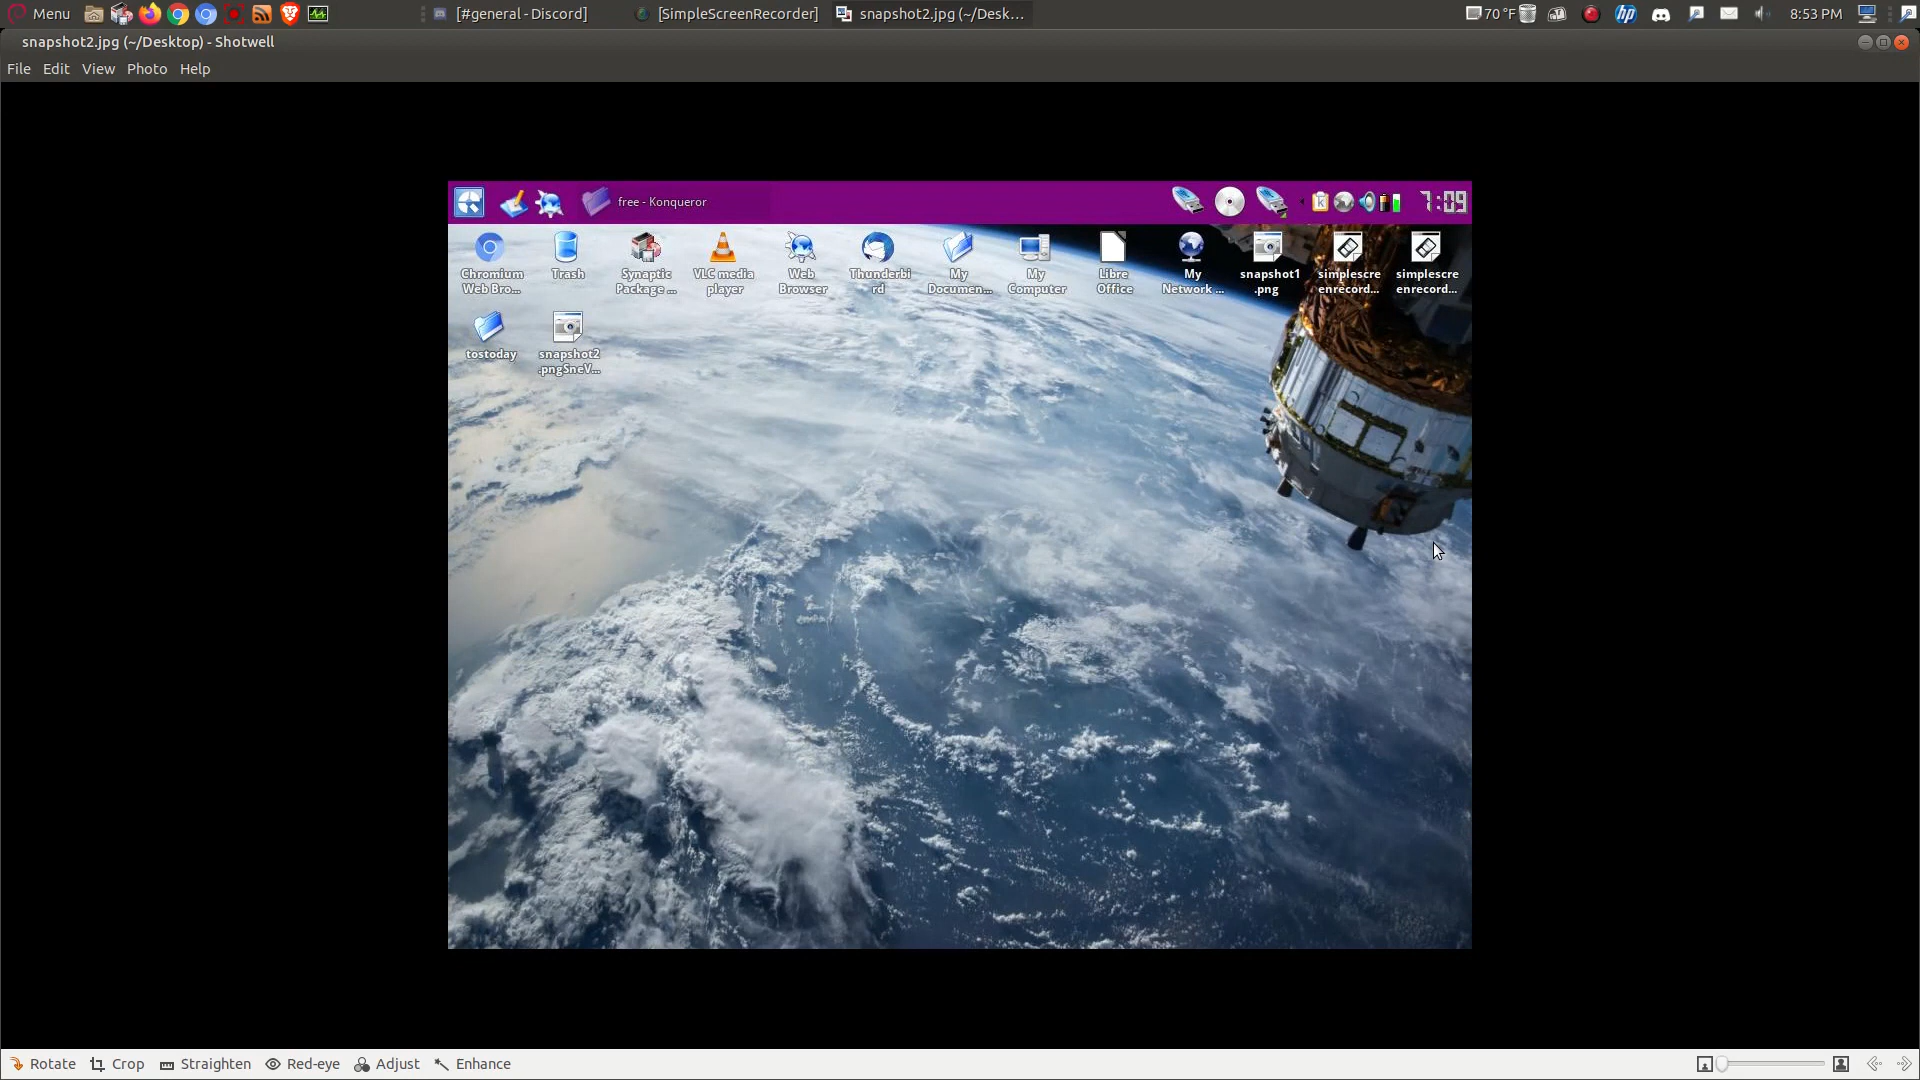 Menu
[#general - Discord]
[SimpleScreenRecorder]
snapshot2.jpg (~/Desk...
70 °F
8:53 PM
snapshot2.jpg (~/Desktop) - Shotwell
File Edit View Photo Help
free - Konqueror
7:09
Chromium
Web Bro...
Trash
Synaptic
Package ...
VLC media
player
Web
Browser
Thunderbi
rd
My
Documen...
My
Computer
Libre
Office
My
Network ...
snapshot1
.png
simplescre
enrecord...
simplescre
enrecord...
tostoday
snapshot2
.pngSneV...
Rotate Crop Straighten Red-eye Adjust Enhance